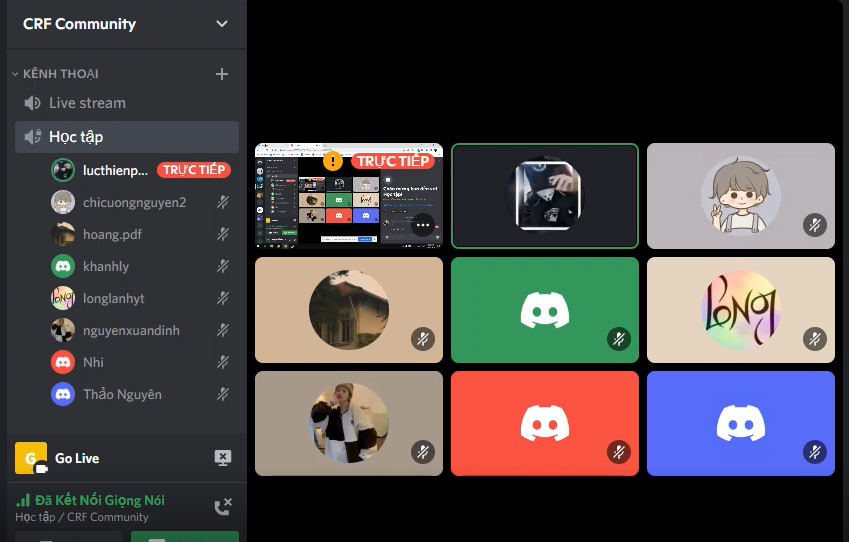 CRF Community
KÊNH THOẠI
Live stream
Học tập
lucthienp... TRỰC TIẾP
chicuongnguyen2
hoang.pdf
khanhly
longlanhyt
nguyenxuandinh
Nhi
Thảo Nguyên
G Go Live
Đã Kết Nối Giọng Nói
Học tập / CRF Community
! TRỰC TIẾP
LONG